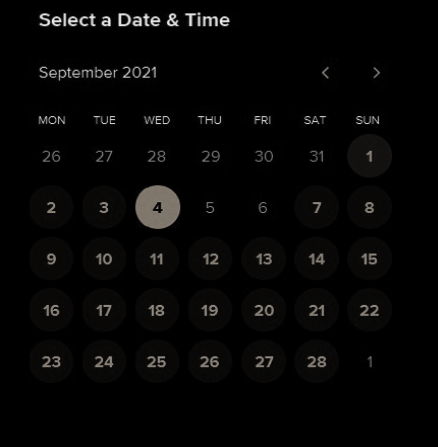 Select a Date & Time
September 2021
MON TUE WED THU FRI SAT SUN
26 27 28 29 30 31 1
2 3 4 5 6 7 8
9 10 11 12 13 14 15
16 17 18 19 20 21 22
23 24 25 26 27 28 1